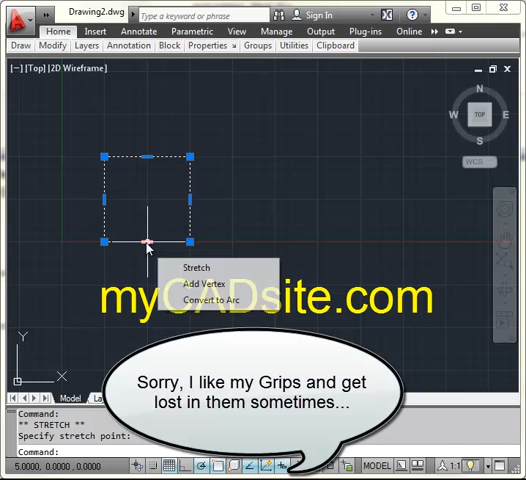 Drawing2.dwg
Type a keyword or phrase
Sign In
Home Insert Annotate Parametric View Manage Output Plug-ins Online
Draw Modify Layers Annotation Block Properties Groups Utilities Clipboard
[−] [Top] [2D Wireframe]
N
W TOP E
S
WCS
Stretch
Add Vertex
Convert to Arc
myCADsite.com
Sorry, I like my Grips and get
lost in them sometimes...
Y
X
Model La
Command:
** STRETCH **
Specify stretch point:
Command:
5.0000, 0.0000, 0.0000 MODEL 1:1